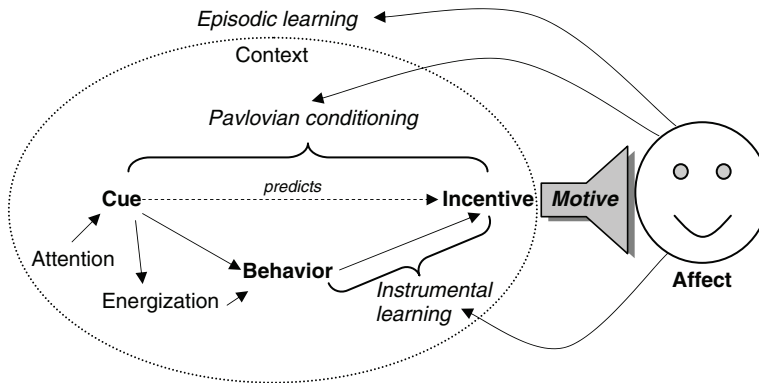 Episodic learning
Context
Pavlovian conditioning
predicts
Cue
Incentive
Motive
Attention
Behavior
Affect
Energization
Instrumental
learning